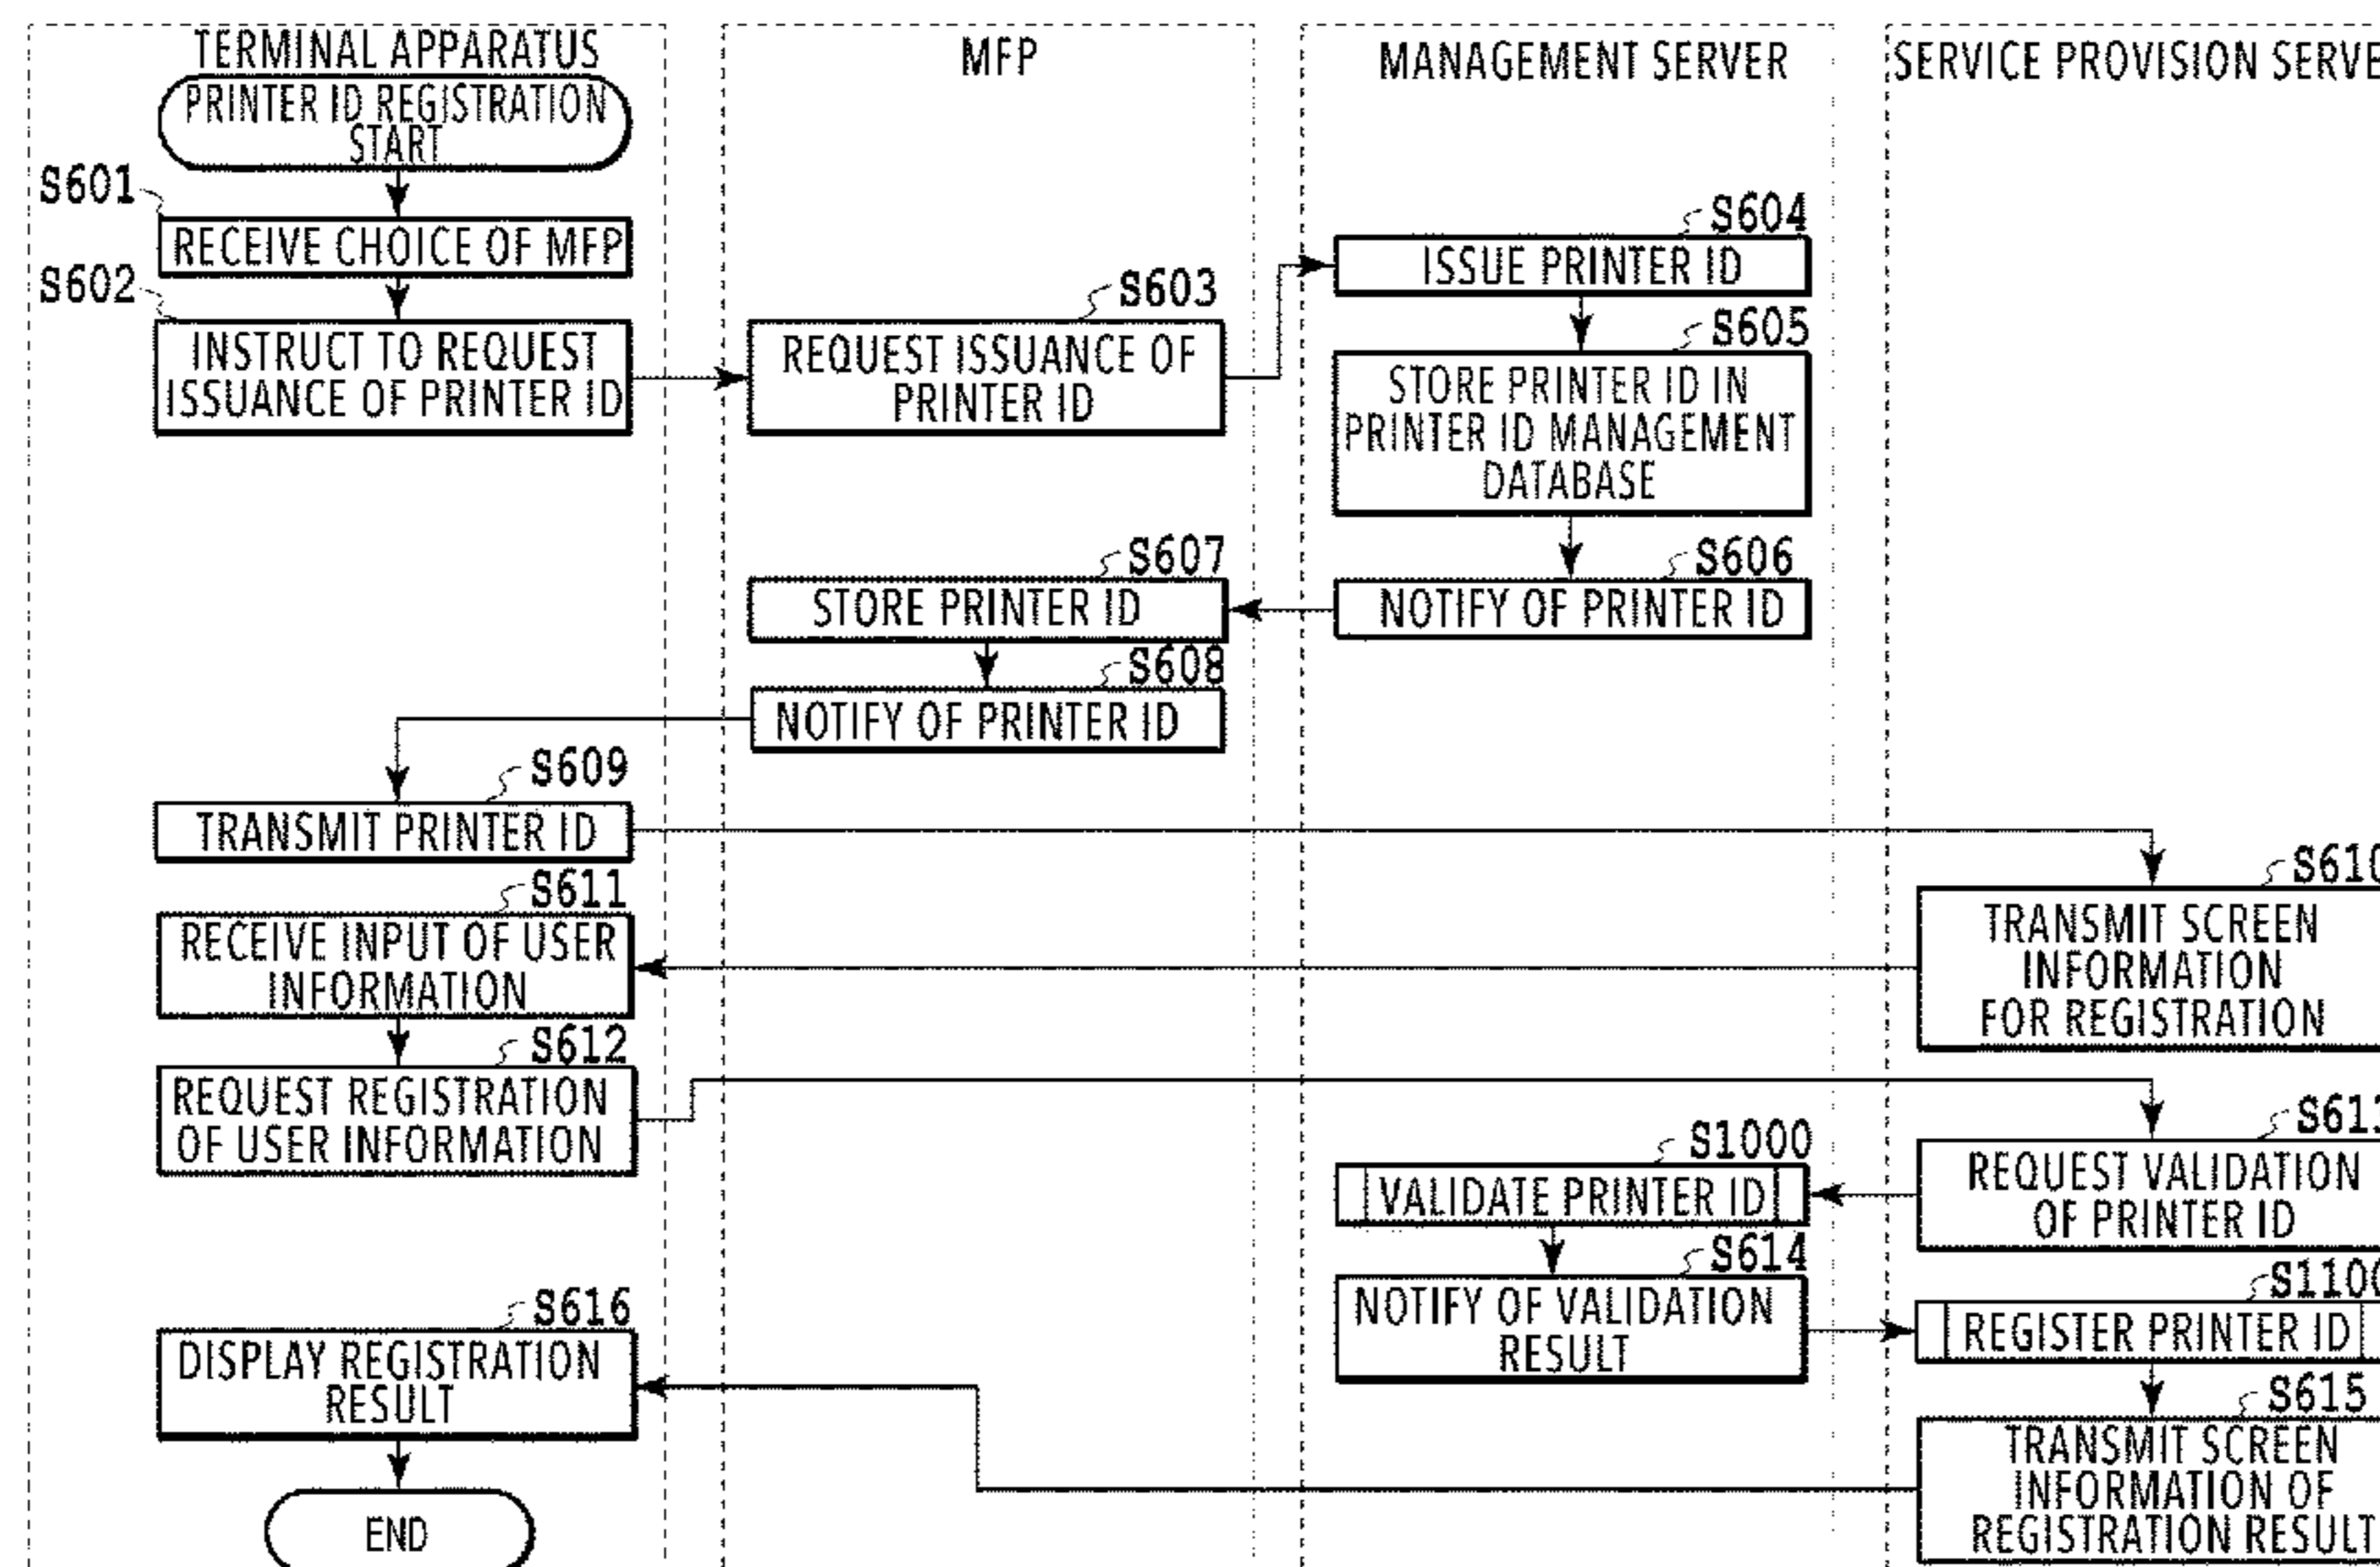 TERMINAL APPARATUS
MFP
MANAGEMENT SERVER
SERVICE PROVISION
PRINTER ID REGISTRATION
START
S601
RECEIVE CHOICE OF MFP
S602
INSTRUCT TO REQUEST
ISSUANCE OF PRINTER ID
S603
REQUEST ISSUANCE OF
PRINTER ID
S604
ISSUE PRINTER ID
S605
STORE PRINTER ID IN
PRINTER ID MANAGEMENT
DATABASE
S606
NOTIFY OF PRINTER ID
S607
STORE PRINTER ID
S608
NOTIFY OF PRINTER ID
S609
TRANSMIT PRINTER ID
S610
TRANSMIT SCREEN
INFORMATION
FOR REGISTRATION
S611
RECEIVE INPUT OF USER
INFORMATION
S612
REQUEST REGISTRATION
OF USER INFORMATION
REQUEST VALIDATION
OF PRINTER ID
S1000
VALIDATE PRINTER ID
S614
NOTIFY OF VALIDATION
RESULT
S1100
REGISTER PRINTER ID
S615
TRANSMIT SCREEN
INFORMATION OF
REGISTRATION RESULT
S616
DISPLAY REGISTRATION
RESULT
END